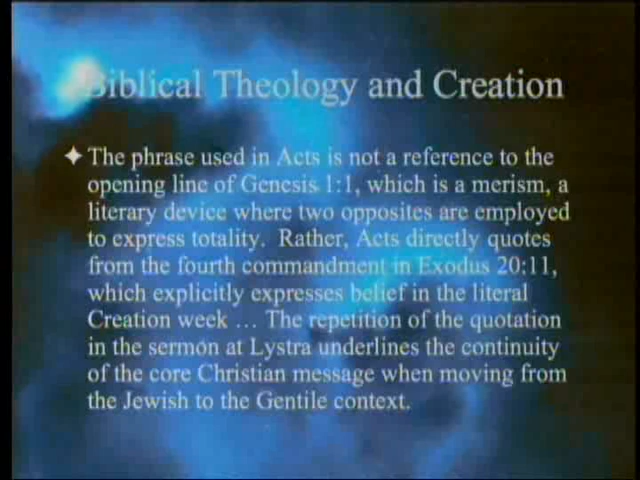 Biblical Theology and Creation
The phrase used in Acts is not a reference to the
opening line of Genesis 1:1, which is a merism, a
literary device where two opposites are employed
to express totality. Rather, Acts directly quotes
from the fourth commandment in Exodus 20:11,
which explicitly expresses belief in the literal
Creation week … The repetition of the quotation
in the sermon at Lystra underlines the continuity
of the core Christian message when moving from
the Jewish to the Gentile context.